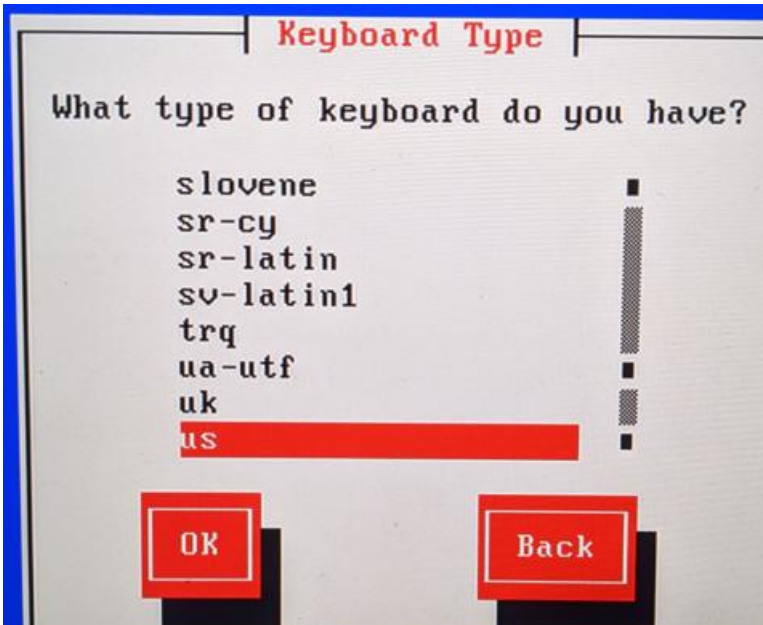 Keyboard Type
What type of keyboard do you have?
slovene
sr-cy
sr-latin
sv-latin1
trq
ua-utf
uk
us
OK Back